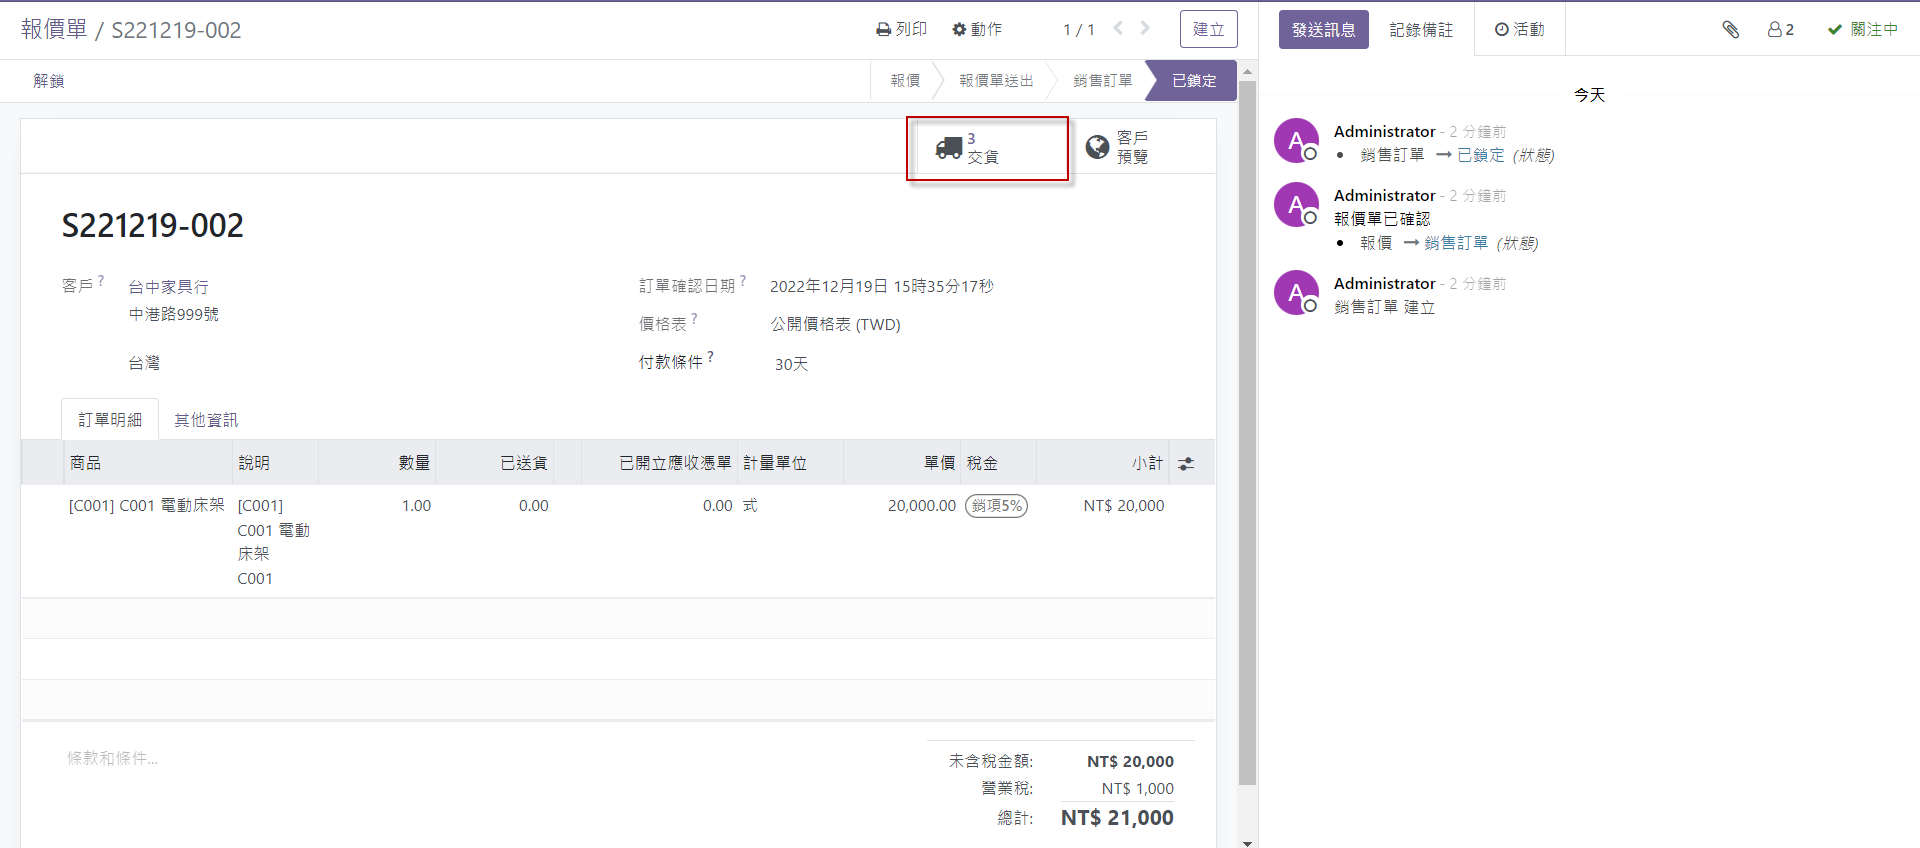 報價單 / S221219-002
列印 動作 1 / 1 建立
解鎖 報價 報價單送出 銷售訂單 已鎖定
3 交貨
客戶 預覽
S221219-002
客戶 ? 台中家具行
中港路999號
台灣
訂單確認日期 ? 2022年12月19日 15時35分17秒
價格表 ? 公開價格表 (TWD)
付款條件 ? 30天
訂單明細 其他資訊
商品 說明 數量 已送貨 已開立應收憑單 計量單位 單價 稅金 小計
[C001] C001 電動床架 [C001] 1.00 0.00 0.00 式 20,000.00 銷項5% NT$ 20,000
C001 電動
床架
C001
條款和條件...
未含稅金額: NT$ 20,000
營業稅: NT$ 1,000
總計: NT$ 21,000
發送訊息 記錄備註 活動 2 關注中
今天
A Administrator - 2 分鐘前
• 銷售訂單 → 已鎖定 (狀態)
A Administrator - 2 分鐘前
報價單已確認
• 報價 → 銷售訂單 (狀態)
A Administrator - 2 分鐘前
銷售訂單 建立